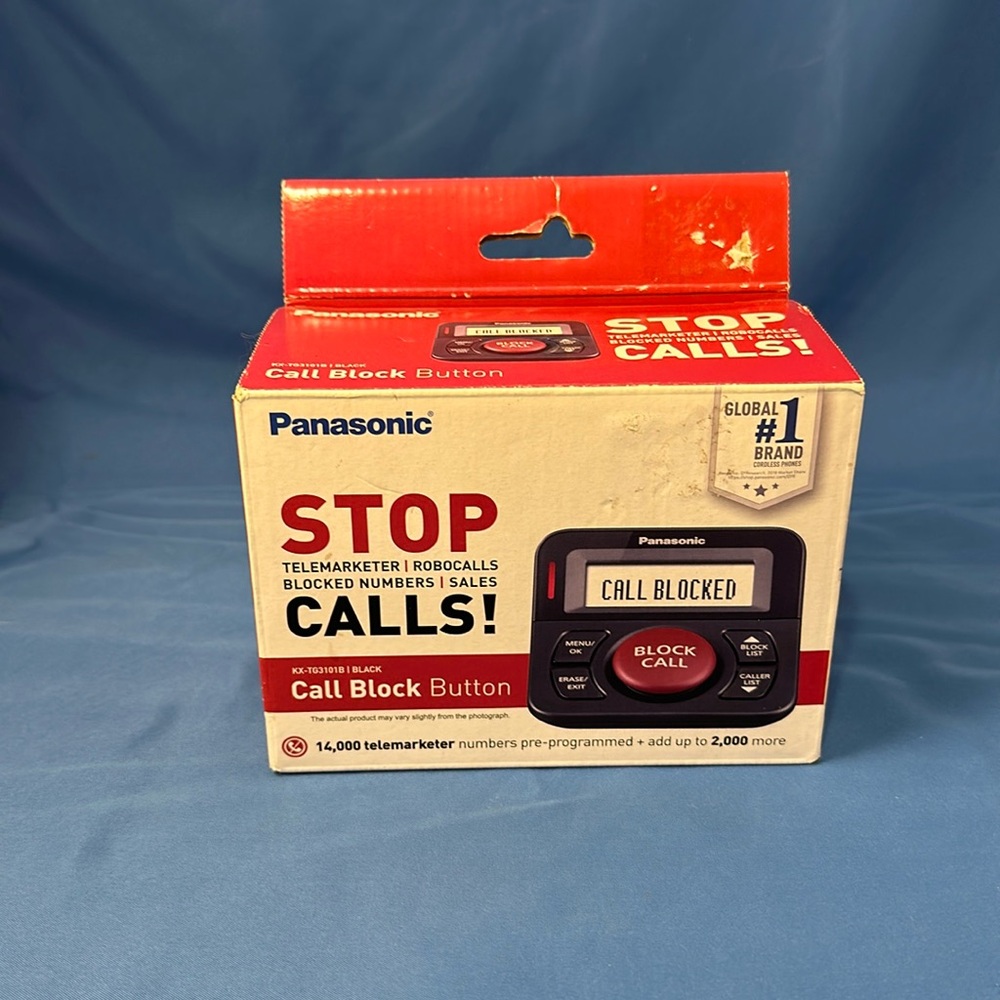 Panasonic
Panasonic
CALL BLOCKED
BLOCK
CALL
STOP
TELEMARKETER | ROBOCALLS
BLOCKED NUMBERS | SALES
CALLS!
KX-TG3101B | BLACK
Call Block Button
Panasonic®
GLOBAL
#1
BRAND
CORDLESS PHONES
STOP
TELEMARKETER | ROBOCALLS
BLOCKED NUMBERS | SALES
CALLS!
Panasonic
CALL BLOCKED
MENU/
OK
BLOCK
CALL
BLOCK
LIST
ERASE/
EXIT
CALLER
LIST
KX-TG3101B | BLACK
Call Block Button
The actual product may vary slightly from the photograph.
14,000 telemarketer numbers pre-programmed + add up to 2,000 more